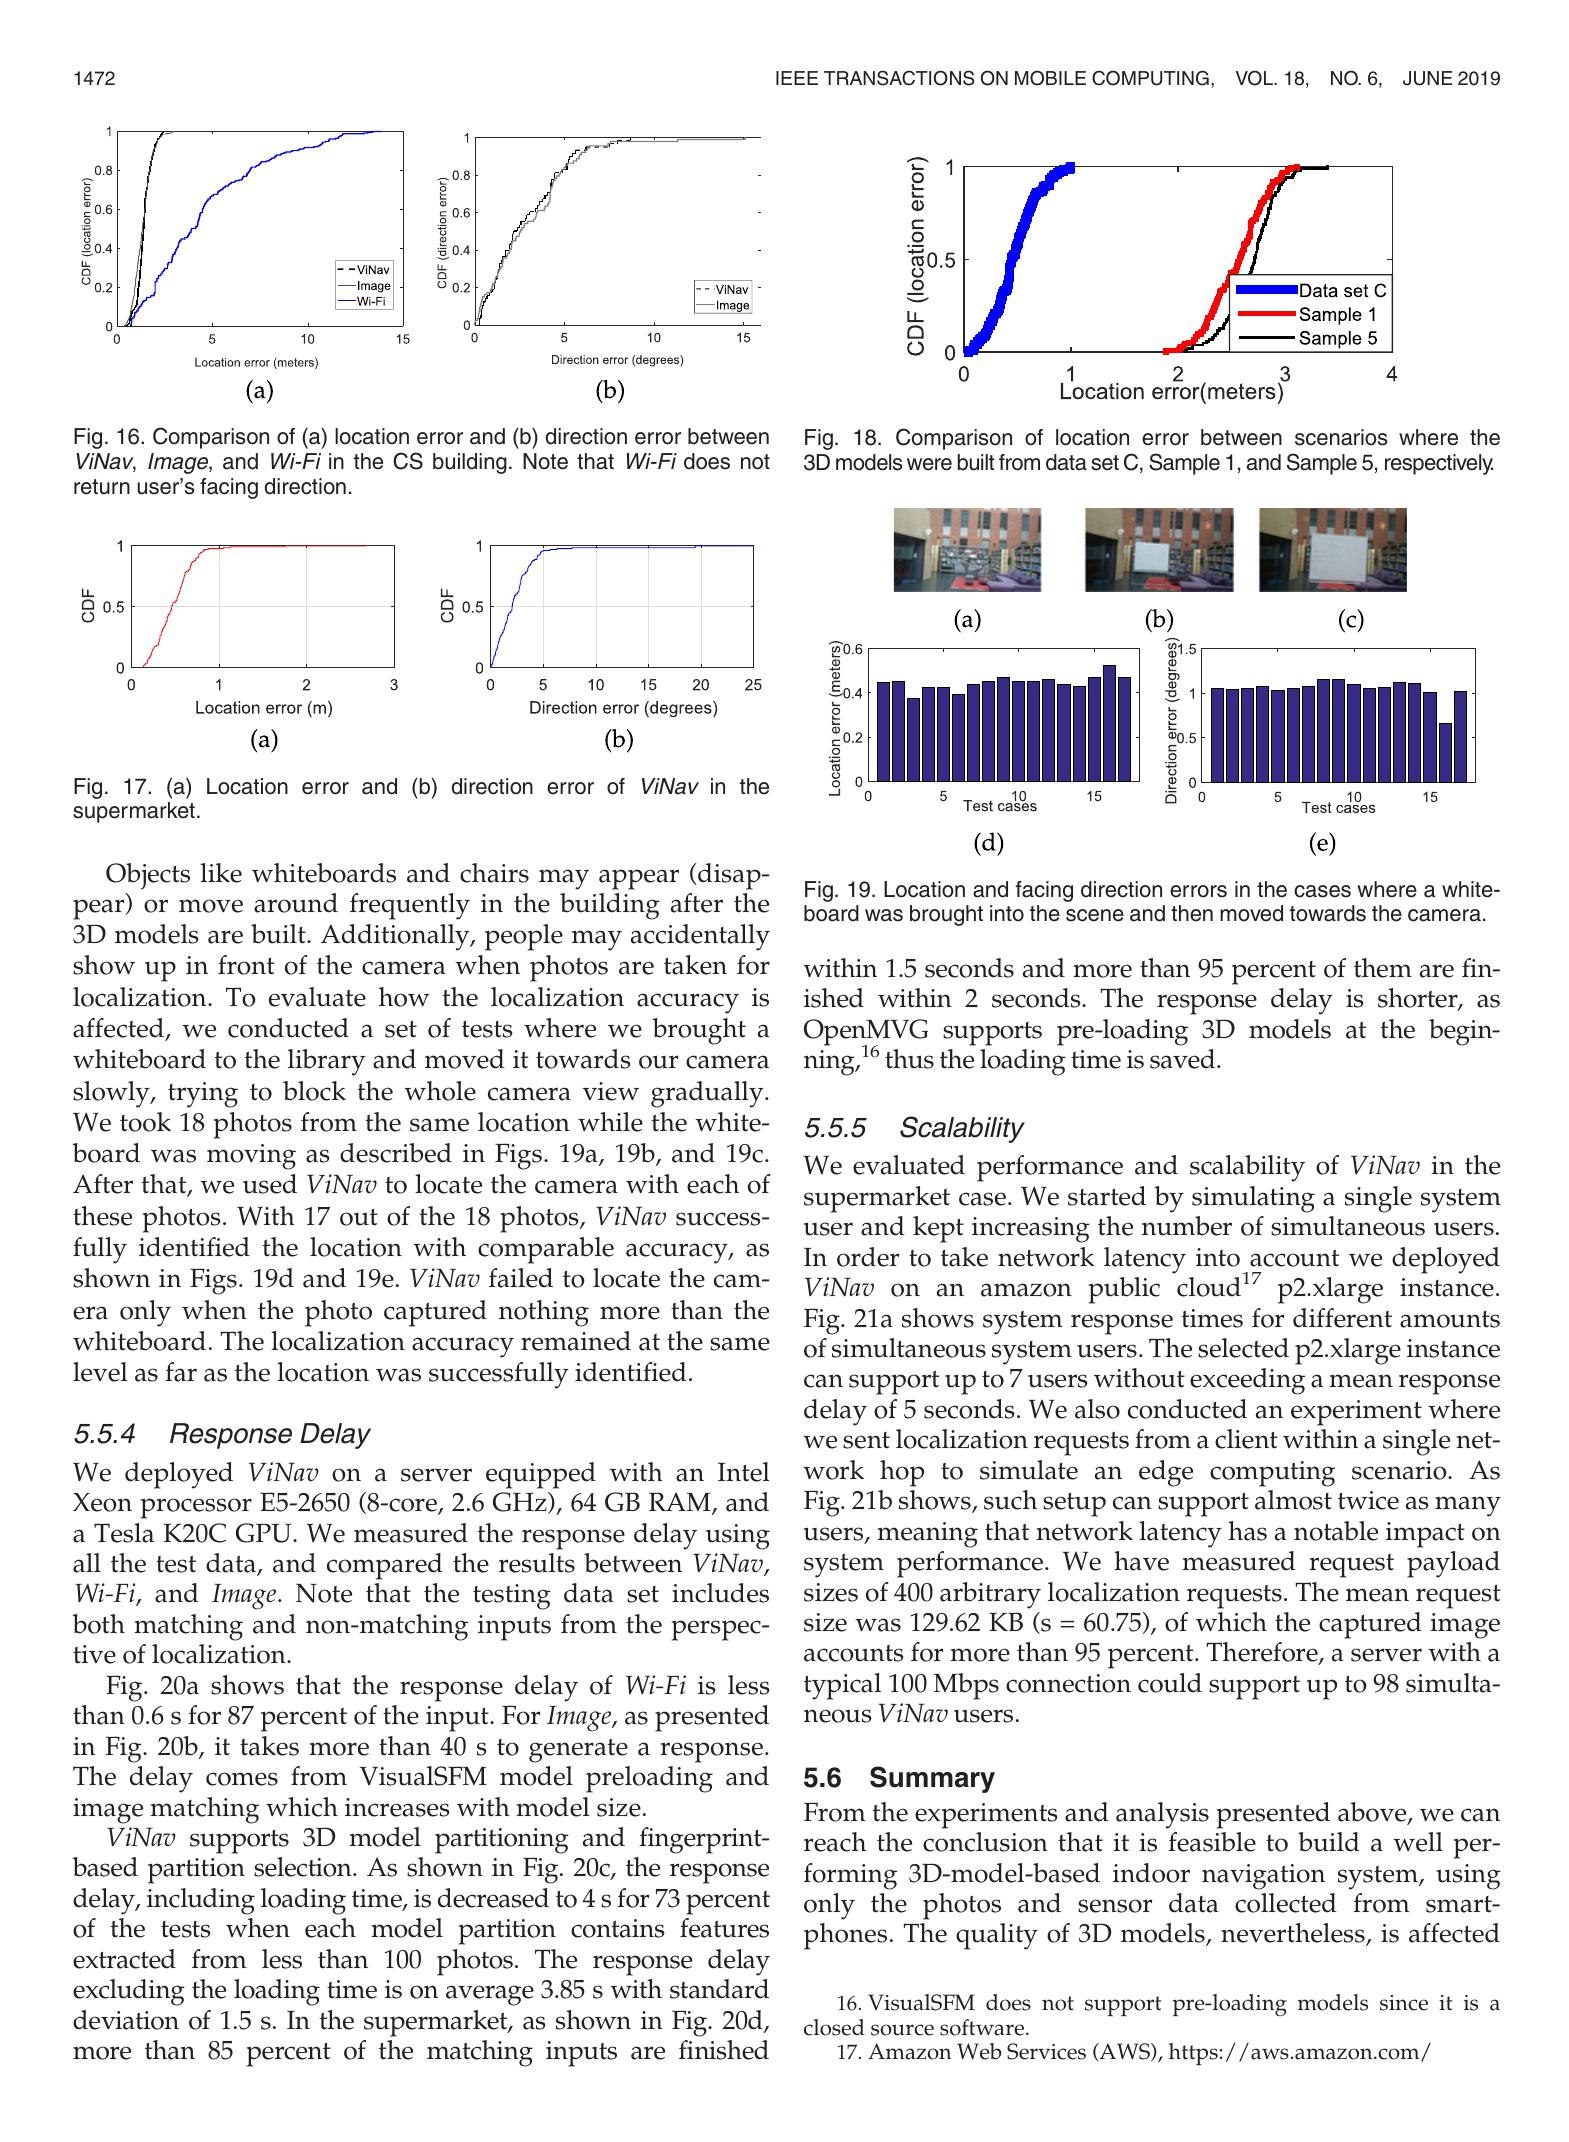 1472
IEEE TRANSACTIONS ON MOBILE COMPUTING, VOL. 18, NO. 6, JUNE 2019
1
0.8
0.6
0.4
0.2
0
CDF (location error)
ViNav
Image
Wi-Fi
0 5 10 15
Location error (meters)
(a)
1
0.8
0.6
0.4
0.2
0
CDF (direction error)
ViNav
Image
0 5 10 15
Direction error (degrees)
(b)
Fig. 16. Comparison of (a) location error and (b) direction error between
ViNav, Image, and Wi-Fi in the CS building. Note that Wi-Fi does not
return user's facing direction.
1
0.5
0
CDF
0 1 2 3
Location error (m)
(a)
1
0.5
0
CDF
0 5 10 15 20 25
Direction error (degrees)
(b)
Fig. 17. (a) Location error and (b) direction error of ViNav in the
supermarket.
Objects like whiteboards and chairs may appear (disap-
pear) or move around frequently in the building after the
3D models are built. Additionally, people may accidentally
show up in front of the camera when photos are taken for
localization. To evaluate how the localization accuracy is
affected, we conducted a set of tests where we brought a
whiteboard to the library and moved it towards our camera
slowly, trying to block the whole camera view gradually.
We took 18 photos from the same location while the white-
board was moving as described in Figs. 19a, 19b, and 19c.
After that, we used ViNav to locate the camera with each of
these photos. With 17 out of the 18 photos, ViNav success-
fully identified the location with comparable accuracy, as
shown in Figs. 19d and 19e. ViNav failed to locate the cam-
era only when the photo captured nothing more than the
whiteboard. The localization accuracy remained at the same
level as far as the location was successfully identified.
5.5.4 Response Delay
We deployed ViNav on a server equipped with an Intel
Xeon processor E5-2650 (8-core, 2.6 GHz), 64 GB RAM, and
a Tesla K20C GPU. We measured the response delay using
all the test data, and compared the results between ViNav,
Wi-Fi, and Image. Note that the testing data set includes
both matching and non-matching inputs from the perspec-
tive of localization.
Fig. 20a shows that the response delay of Wi-Fi is less
than 0.6 s for 87 percent of the input. For Image, as presented
in Fig. 20b, it takes more than 40 s to generate a response.
The delay comes from VisualSFM model preloading and
image matching which increases with model size.
ViNav supports 3D model partitioning and fingerprint-
based partition selection. As shown in Fig. 20c, the response
delay, including loading time, is decreased to 4 s for 73 percent
of the tests when each model partition contains features
extracted from less than 100 photos. The response delay
excluding the loading time is on average 3.85 s with standard
deviation of 1.5 s. In the supermarket, as shown in Fig. 20d,
more than 85 percent of the matching inputs are finished
1
0.5
0
CDF (location error)
Data set C
Sample 1
Sample 5
0 1 2 3 4
Location error(meters)
Fig. 18. Comparison of location error between scenarios where the
3D models were built from data set C, Sample 1, and Sample 5, respectively.
(a) (b) (c)
0.6
0.4
0.2
0
Location error (meters)
0 5 10 15
Test cases
(d)
1.5
1
0.5
0
Direction error (degrees)
0 5 10 15
Test cases
(e)
Fig. 19. Location and facing direction errors in the cases where a white-
board was brought into the scene and then moved towards the camera.
within 1.5 seconds and more than 95 percent of them are fin-
ished within 2 seconds. The response delay is shorter, as
OpenMVG supports pre-loading 3D models at the begin-
ning,16 thus the loading time is saved.
5.5.5 Scalability
We evaluated performance and scalability of ViNav in the
supermarket case. We started by simulating a single system
user and kept increasing the number of simultaneous users.
In order to take network latency into account we deployed
ViNav on an amazon public cloud17 p2.xlarge instance.
Fig. 21a shows system response times for different amounts
of simultaneous system users. The selected p2.xlarge instance
can support up to 7 users without exceeding a mean response
delay of 5 seconds. We also conducted an experiment where
we sent localization requests from a client within a single net-
work hop to simulate an edge computing scenario. As
Fig. 21b shows, such setup can support almost twice as many
users, meaning that network latency has a notable impact on
system performance. We have measured request payload
sizes of 400 arbitrary localization requests. The mean request
size was 129.62 KB (s = 60.75), of which the captured image
accounts for more than 95 percent. Therefore, a server with a
typical 100 Mbps connection could support up to 98 simulta-
neous ViNav users.
5.6 Summary
From the experiments and analysis presented above, we can
reach the conclusion that it is feasible to build a well per-
forming 3D-model-based indoor navigation system, using
only the photos and sensor data collected from smart-
phones. The quality of 3D models, nevertheless, is affected
16. VisualSFM does not support pre-loading models since it is a
closed source software.
17. Amazon Web Services (AWS), https://aws.amazon.com/